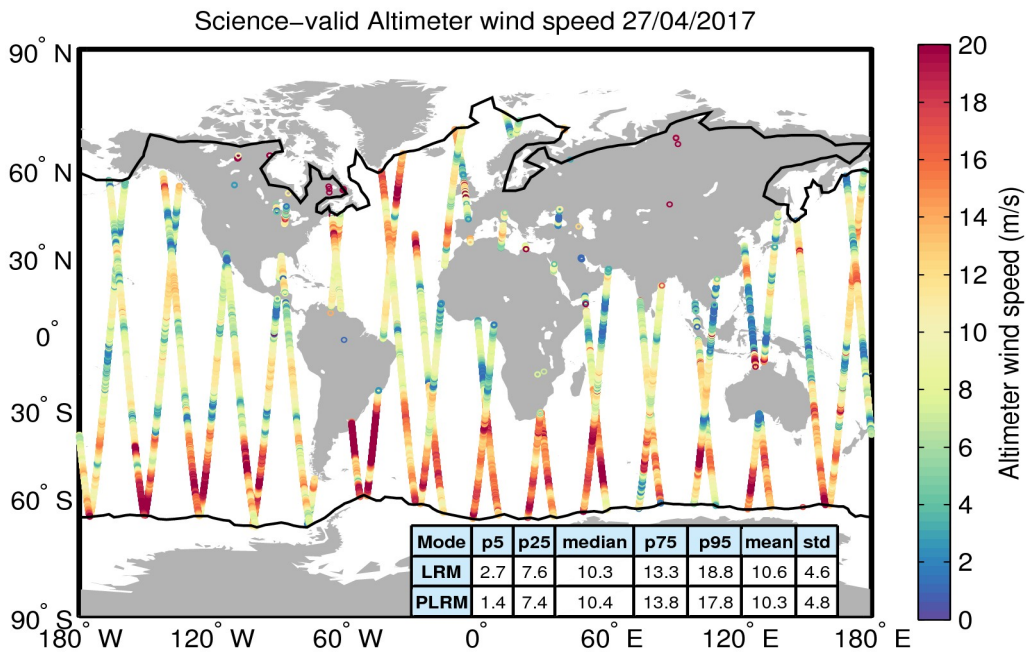 Science−valid Altimeter wind speed 27/04/2017
90° N
60° N
30° N
0°
30° S
60° S
90° S
180° W
120° W
60° W
0°
60° E
120° E
180° E
20
18
16
14
12
10
8
6
4
2
0
Altimeter wind speed (m/s)
Mode p5 p25 median p75 p95 mean std
LRM 2.7 7.6 10.3 13.3 18.8 10.6 4.6
PLRM 1.4 7.4 10.4 13.8 17.8 10.3 4.8